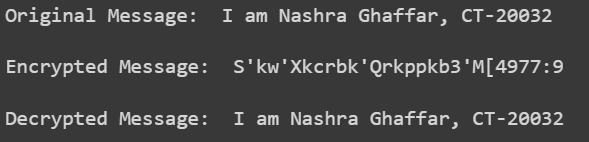 Original Message:  I am Nashra Ghaffar, CT-20032
Encrypted Message:  S'kw'Xkcrbk'Qrkppkb3'M[4977:9
Decrypted Message:  I am Nashra Ghaffar, CT-20032